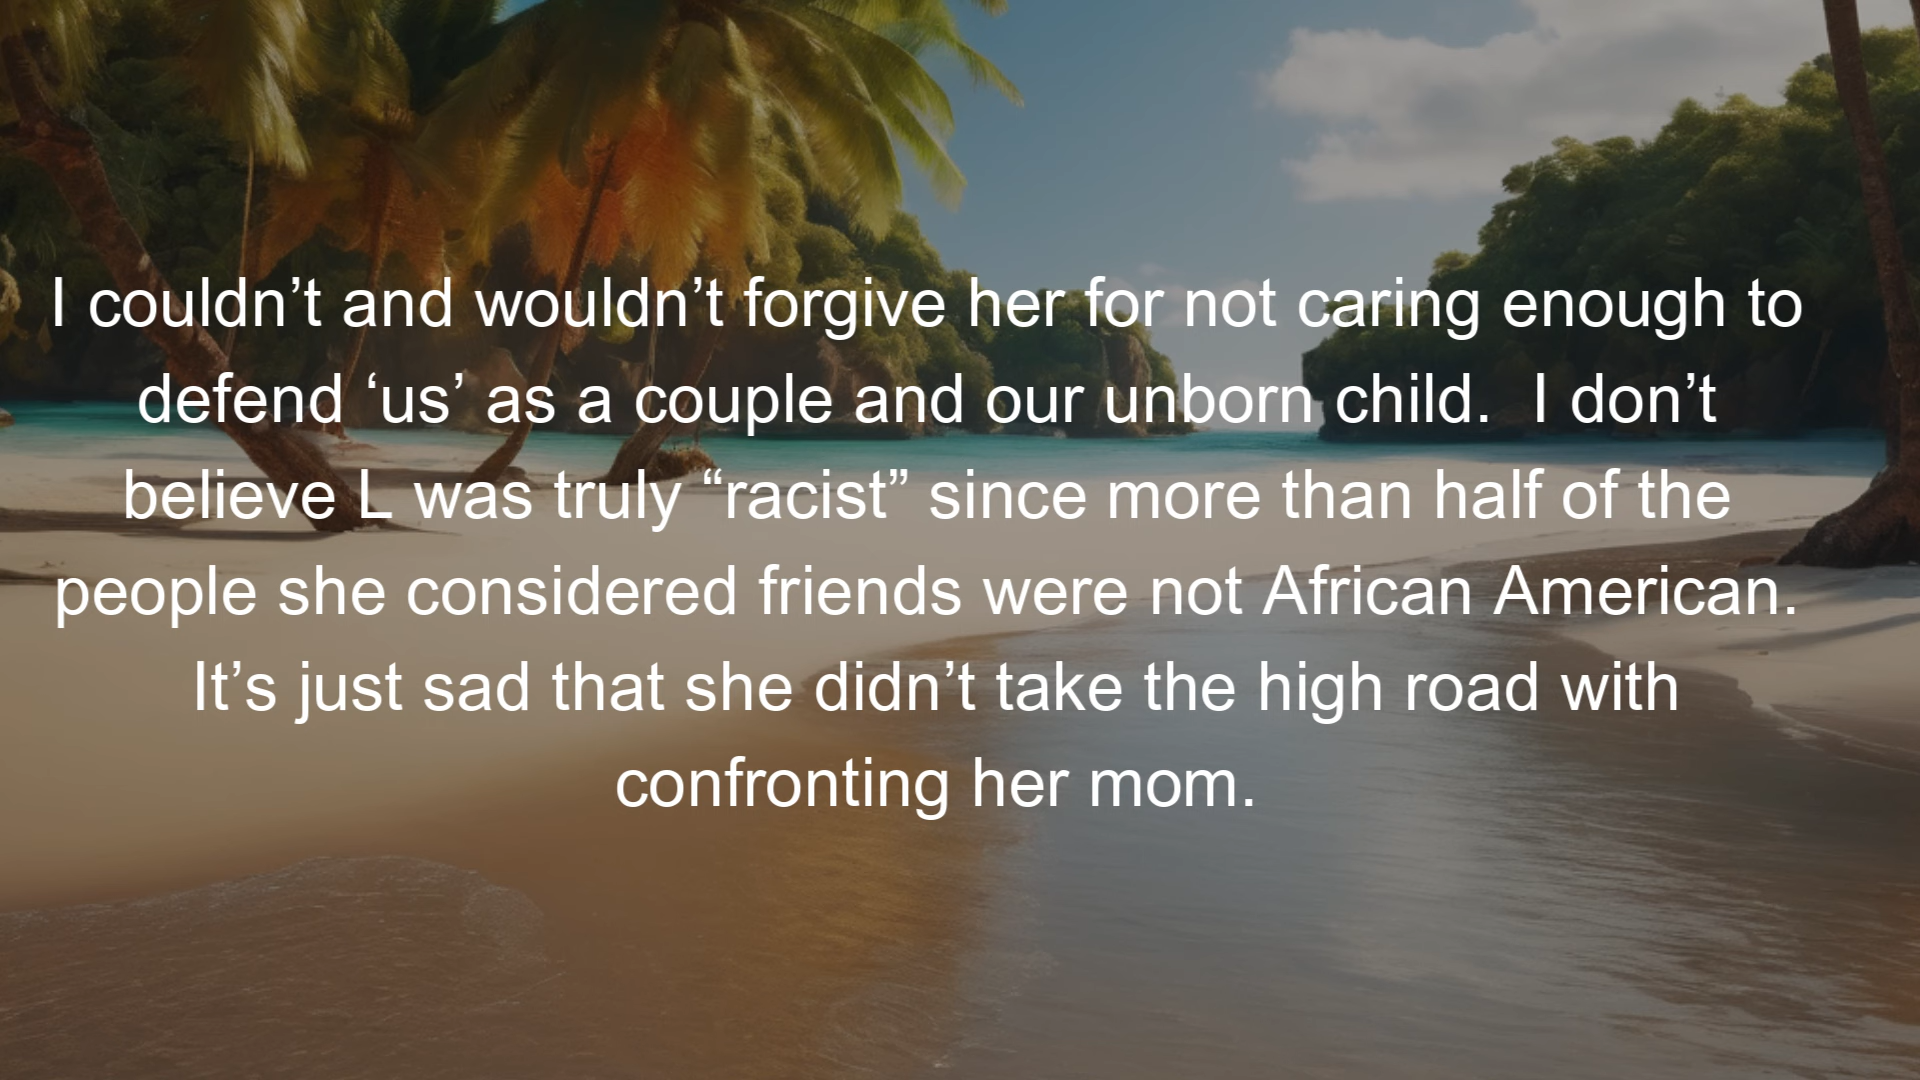 I couldn’t and wouldn’t forgive her for not caring enough to
defend ‘us’ as a couple and our unborn child.  I don’t
believe L was truly “racist” since more than half of the
people she considered friends were not African American.
It’s just sad that she didn’t take the high road with
confronting her mom.